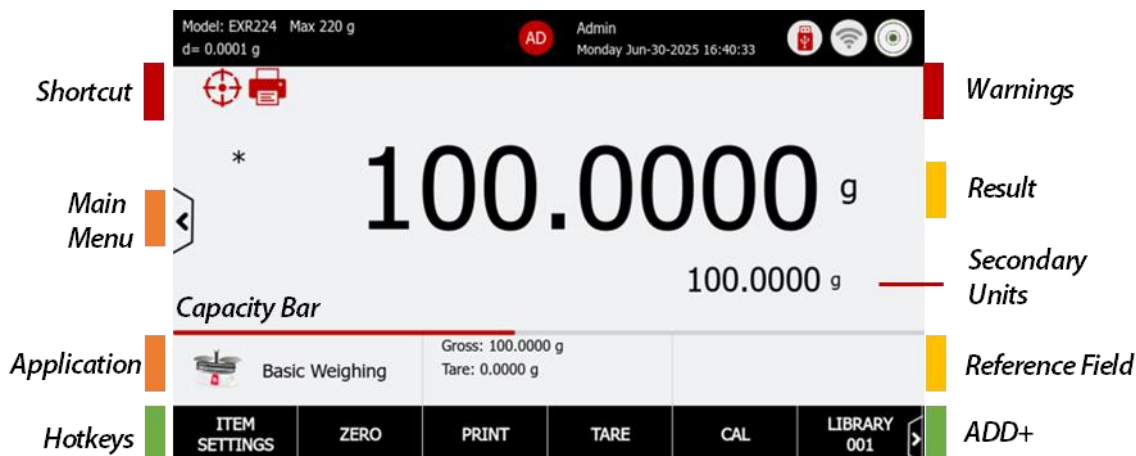 Model: EXR224 Max 220 g
d= 0.0001 g
AD
Admin
Monday Jun-30-2025 16:40:33
Shortcut
Warnings
*
100.0000 g
Result
Main
Menu
100.0000 g
Secondary
Units
Capacity Bar
Application
Basic Weighing
Gross: 100.0000 g
Tare: 0.0000 g
Reference Field
Hotkeys
ITEM
SETTINGS
ZERO
PRINT
TARE
CAL
LIBRARY
001
ADD+